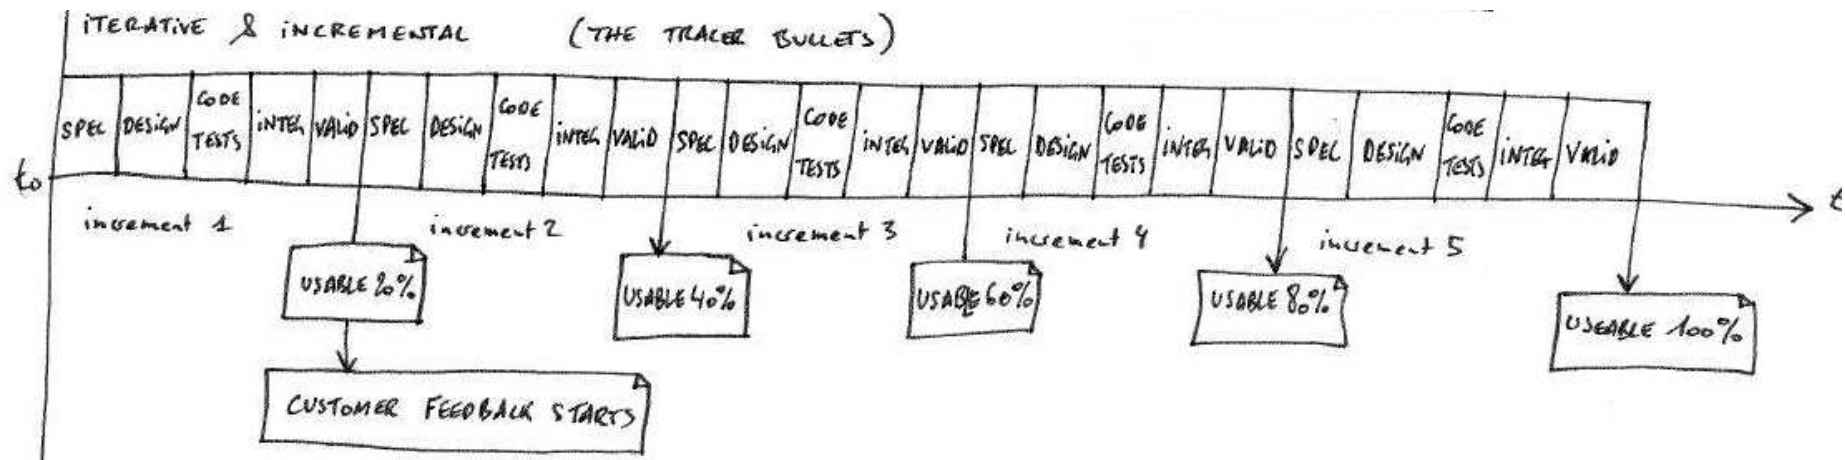 iTERATIVE & iNCREMENTAL (THE TRACER BULLETS)
SPEC DESiGN CODE TESTS iNTEG VALiD SPEC DESiGN CODE TESTS iNTEG VALiD SPEC DESiGN CODE TESTS iNTEG VALiD SPEC DESiGN CODE TESTS iNTEG VALiD SPEC DESiGN CODE TESTS iNTEG VALiD
to t
increment 1 increment 2 increment 3 increment 4 increment 5
USABLE 20% USABLE 40% USABLE 60% USABLE 80% USEABLE 100%
CUSTOMER FEEDBACK STARTS